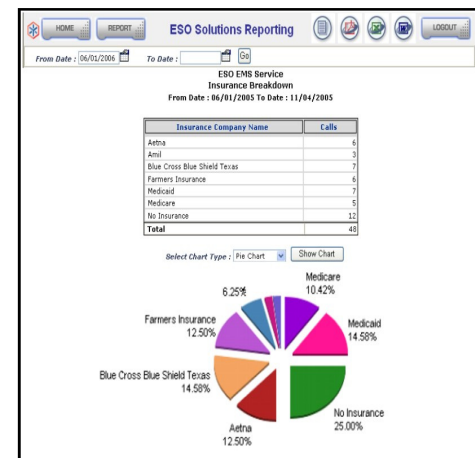 HOME REPORT ESO Solutions Reporting LOGOUT
From Date : 06/01/2006 To Date : Go
ESO EMS Service
Insurance Breakdown
From Date : 06/01/2005 To Date : 11/04/2005
Insurance Company Name Calls
Aetna 6
Amil 3
Blue Cross Blue Shield Texas 7
Farmers Insurance 6
Medicaid 7
Medicare 5
No Insurance 12
Total 48
Select Chart Type : Pie Chart Show Chart
Medicare
10.42%
6.25%
Farmers Insurance
12.50%
Medicaid
14.58%
Blue Cross Blue Shield Texas
14.58%
No Insurance
25.00%
Aetna
12.50%